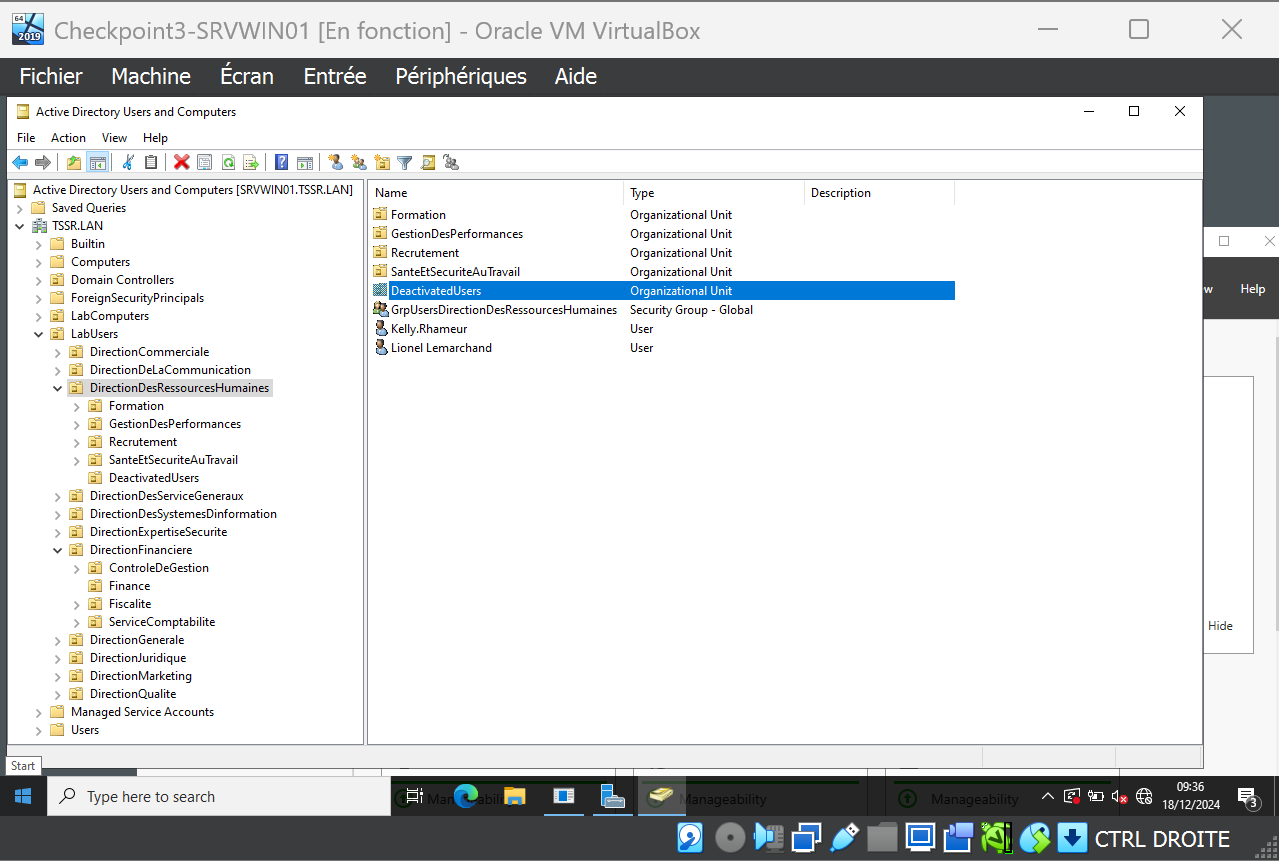 64
2019
Checkpoint3-SRVWIN01 [En fonction] - Oracle VM VirtualBox
Fichier Machine Écran Entrée Périphériques Aide
Active Directory Users and Computers
File Action View Help
Active Directory Users and Computers [SRVWIN01.TSSR.LAN]
Saved Queries
TSSR.LAN
Builtin
Computers
Domain Controllers
ForeignSecurityPrincipals
LabComputers
LabUsers
DirectionCommerciale
DirectionDeLaCommunication
DirectionDesRessourcesHumaines
Formation
GestionDesPerformances
Recrutement
SanteEtSecuriteAuTravail
DeactivatedUsers
DirectionDesServiceGeneraux
DirectionDesSystemesDinformation
DirectionExpertiseSecurite
DirectionFinanciere
ControleDeGestion
Finance
Fiscalite
ServiceComptabilite
DirectionGenerale
DirectionJuridique
DirectionMarketing
DirectionQualite
Managed Service Accounts
Users
Name Type Description
Formation Organizational Unit
GestionDesPerformances Organizational Unit
Recrutement Organizational Unit
SanteEtSecuriteAuTravail Organizational Unit
DeactivatedUsers Organizational Unit
GrpUsersDirectionDesRessourcesHumaines Security Group - Global
Kelly.Rhameur User
Lionel Lemarchand User
w Help
Hide
Start
Type here to search
Manageability
Manageability
09:36
18/12/2024
3
CTRL DROITE